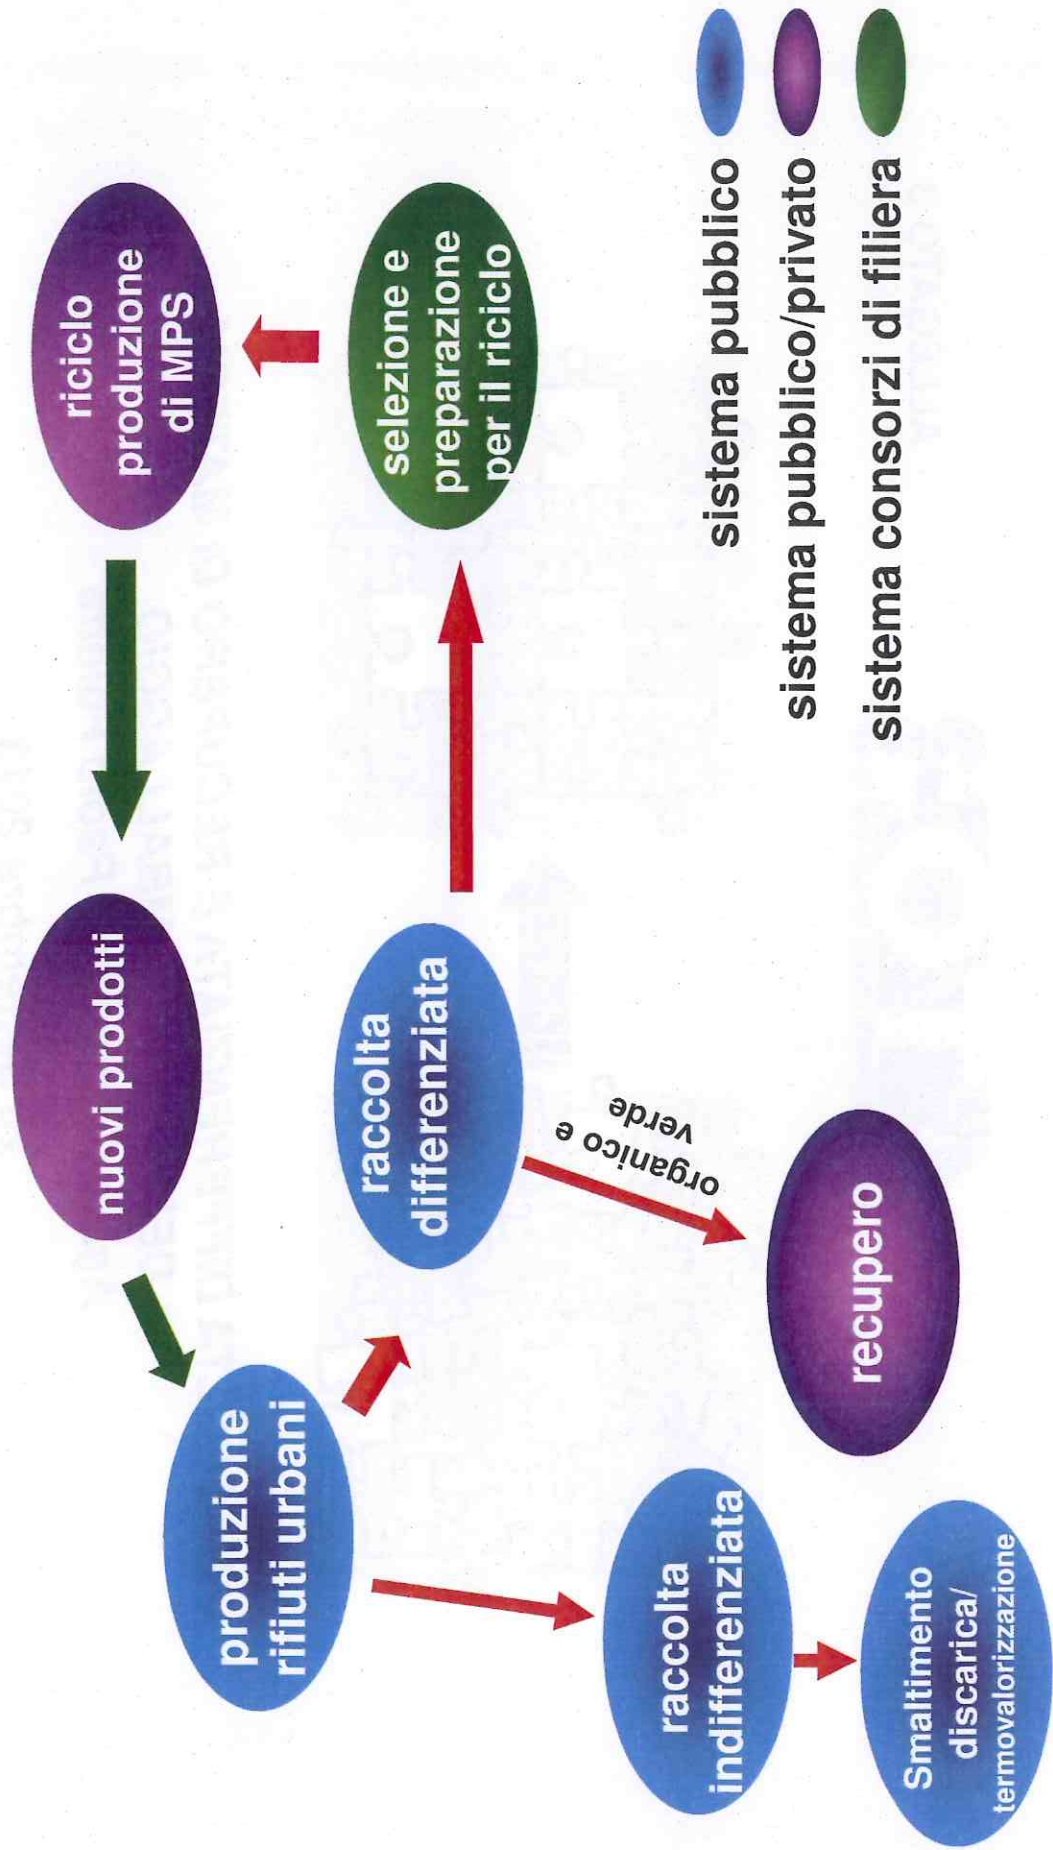 produzione
rifiuti urbani
nuovi prodotti
riciclo
produzione
di MPS
raccolta
differenziata
selezione e
preparazione
per il riciclo
organico e
verde
raccolta
indifferenziata
recupero
Smaltimento
discarica/
termovalorizzazione
sistema pubblico
sistema pubblico/privato
sistema consorzi di filiera